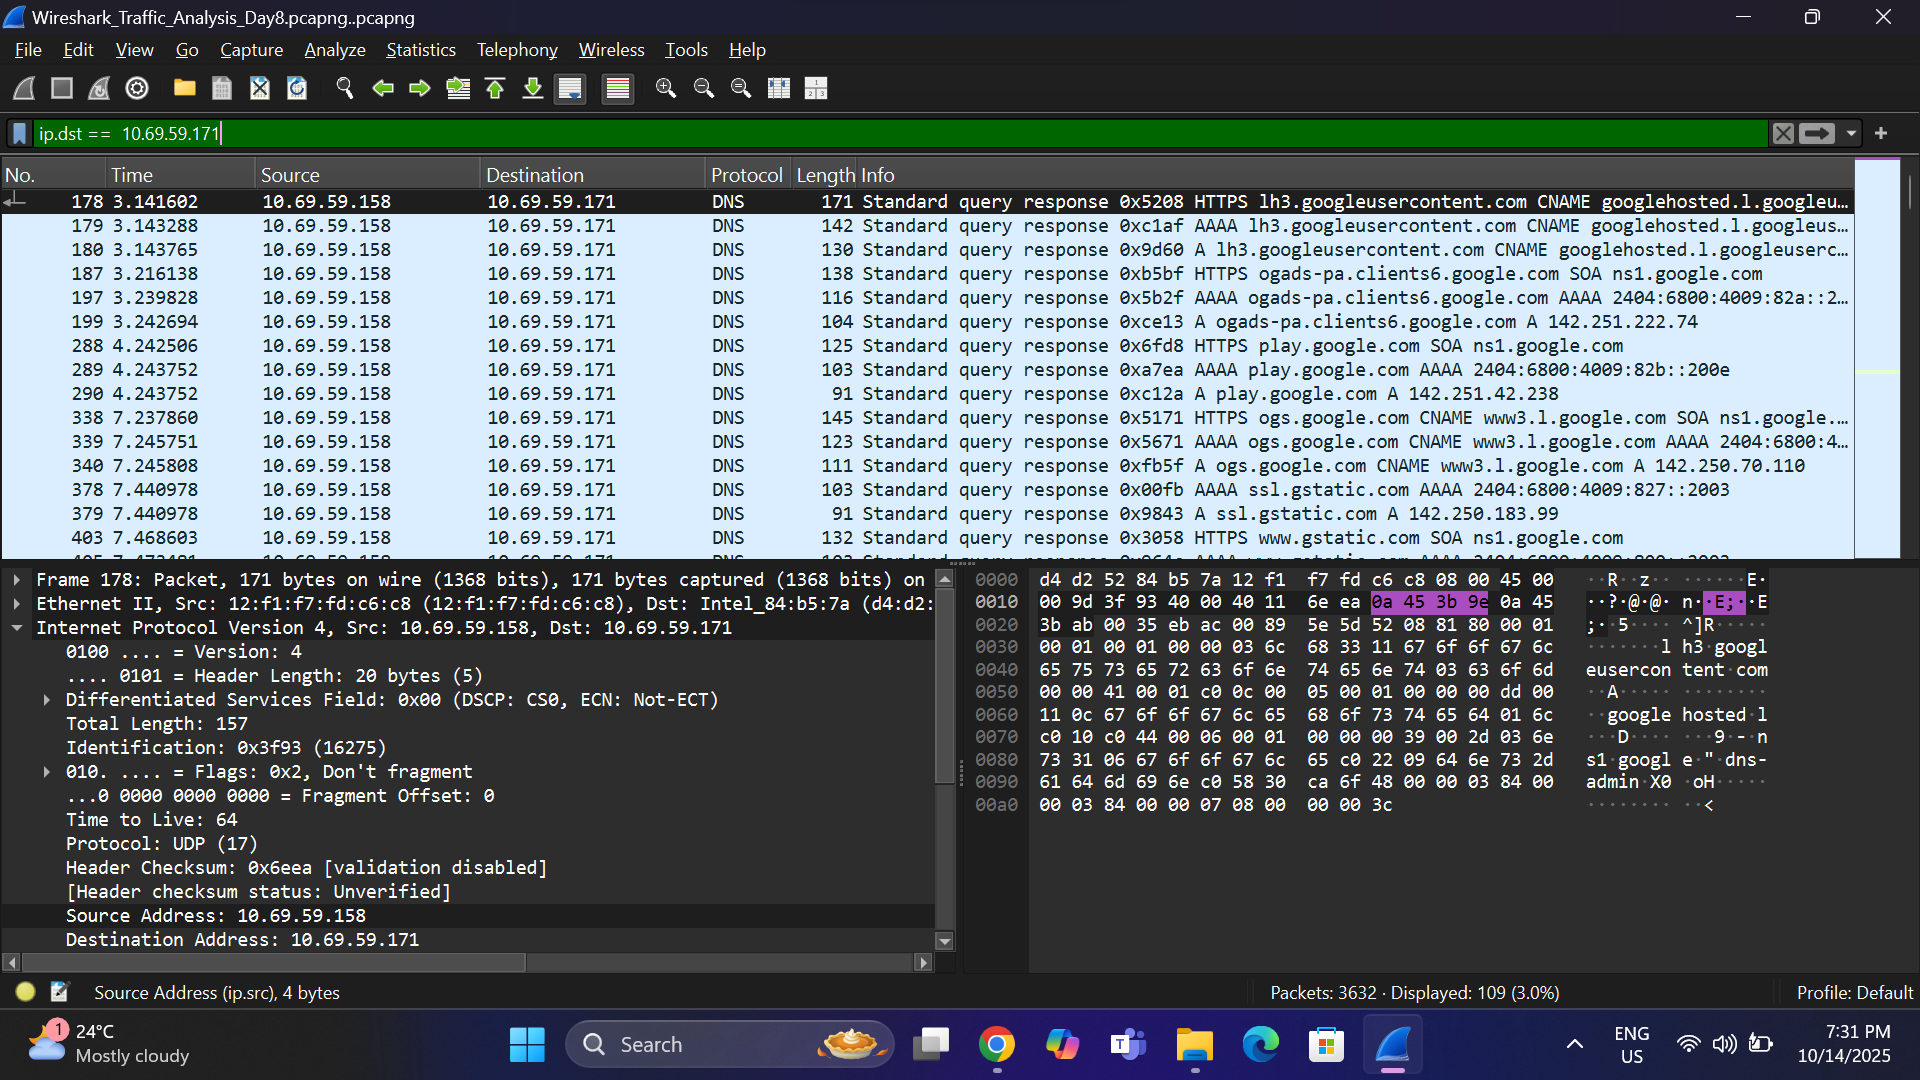 Wireshark_Traffic_Analysis_Day8.pcapng..pcapng
File Edit View Go Capture Analyze Statistics Telephony Wireless Tools Help
ip.dst == 10.69.59.171
No. Time Source Destination Protocol Length Info
178 3.141602 10.69.59.158 10.69.59.171 DNS 171 Standard query response 0x5208 HTTPS lh3.googleusercontent.com CNAME googlehosted.l.googleu…
179 3.143288 10.69.59.158 10.69.59.171 DNS 142 Standard query response 0xc1af AAAA lh3.googleusercontent.com CNAME googlehosted.l.googleus…
180 3.143765 10.69.59.158 10.69.59.171 DNS 130 Standard query response 0x9d60 A lh3.googleusercontent.com CNAME googlehosted.l.googleuserc…
187 3.216138 10.69.59.158 10.69.59.171 DNS 138 Standard query response 0xb5bf HTTPS ogads-pa.clients6.google.com SOA ns1.google.com
197 3.239828 10.69.59.158 10.69.59.171 DNS 116 Standard query response 0x5b2f AAAA ogads-pa.clients6.google.com AAAA 2404:6800:4009:82a::2…
199 3.242694 10.69.59.158 10.69.59.171 DNS 104 Standard query response 0xce13 A ogads-pa.clients6.google.com A 142.251.222.74
288 4.242506 10.69.59.158 10.69.59.171 DNS 125 Standard query response 0x6fd8 HTTPS play.google.com SOA ns1.google.com
289 4.243752 10.69.59.158 10.69.59.171 DNS 103 Standard query response 0xa7ea AAAA play.google.com AAAA 2404:6800:4009:82b::200e
290 4.243752 10.69.59.158 10.69.59.171 DNS 91 Standard query response 0xc12a A play.google.com A 142.251.42.238
338 7.237860 10.69.59.158 10.69.59.171 DNS 145 Standard query response 0x5171 HTTPS ogs.google.com CNAME www3.l.google.com SOA ns1.google.…
339 7.245751 10.69.59.158 10.69.59.171 DNS 123 Standard query response 0x5671 AAAA ogs.google.com CNAME www3.l.google.com AAAA 2404:6800:4…
340 7.245808 10.69.59.158 10.69.59.171 DNS 111 Standard query response 0xfb5f A ogs.google.com CNAME www3.l.google.com A 142.250.70.110
378 7.440978 10.69.59.158 10.69.59.171 DNS 103 Standard query response 0x00fb AAAA ssl.gstatic.com AAAA 2404:6800:4009:827::2003
379 7.440978 10.69.59.158 10.69.59.171 DNS 91 Standard query response 0x9843 A ssl.gstatic.com A 142.250.183.99
403 7.468603 10.69.59.158 10.69.59.171 DNS 132 Standard query response 0x3058 HTTPS www.gstatic.com SOA ns1.google.com
Frame 178: Packet, 171 bytes on wire (1368 bits), 171 bytes captured (1368 bits) on
Ethernet II, Src: 12:f1:f7:fd:c6:c8 (12:f1:f7:fd:c6:c8), Dst: Intel_84:b5:7a (d4:d2:
Internet Protocol Version 4, Src: 10.69.59.158, Dst: 10.69.59.171
0100 .... = Version: 4
.... 0101 = Header Length: 20 bytes (5)
Differentiated Services Field: 0x00 (DSCP: CS0, ECN: Not-ECT)
Total Length: 157
Identification: 0x3f93 (16275)
010. .... = Flags: 0x2, Don't fragment
...0 0000 0000 0000 = Fragment Offset: 0
Time to Live: 64
Protocol: UDP (17)
Header Checksum: 0x6eea [validation disabled]
[Header checksum status: Unverified]
Source Address: 10.69.59.158
Destination Address: 10.69.59.171
0000 d4 d2 52 84 b5 7a 12 f1 f7 fd c6 c8 08 00 45 00 ··R··z·· ······E·
0010 00 9d 3f 93 40 00 40 11 6e ea 0a 45 3b 9e 0a 45 ··?·@·@· n··E;··E
0020 3b ab 00 35 eb ac 00 89 5e 5d 52 08 81 80 00 01 ;··5···· ^]R·····
0030 00 01 00 01 00 00 03 6c 68 33 11 67 6f 6f 67 6c ·······l h3·googl
0040 65 75 73 65 72 63 6f 6e 74 65 6e 74 03 63 6f 6d eusercon tent·com
0050 00 00 41 00 01 c0 0c 00 05 00 01 00 00 00 dd 00 ··A····· ········
0060 11 0c 67 6f 6f 67 6c 65 68 6f 73 74 65 64 01 6c ··google hosted·l
0070 c0 10 c0 44 00 06 00 01 00 00 00 39 00 2d 03 6e ···D···· ···9·-·n
0080 73 31 06 67 6f 6f 67 6c 65 c0 22 09 64 6e 73 2d s1·googl e·"·dns-
0090 61 64 6d 69 6e c0 58 30 ca 6f 48 00 00 03 84 00 admin·X0 ·oH·····
00a0 00 03 84 00 00 07 08 00 00 00 3c ········ ··<
Source Address (ip.src), 4 bytes
Packets: 3632 · Displayed: 109 (3.0%)
Profile: Default
1
24°C
Mostly cloudy
Search
ENG
US
7:31 PM
10/14/2025